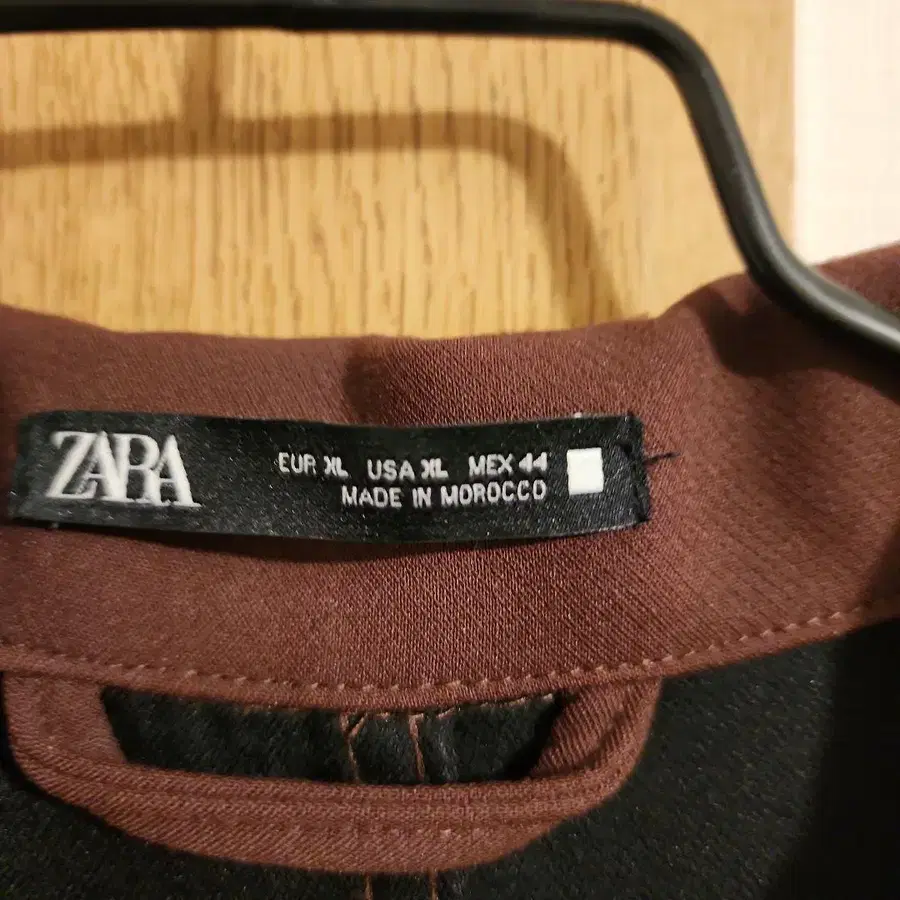 ZARA
EUR XL USA XL MEX 44
MADE IN MOROCCO